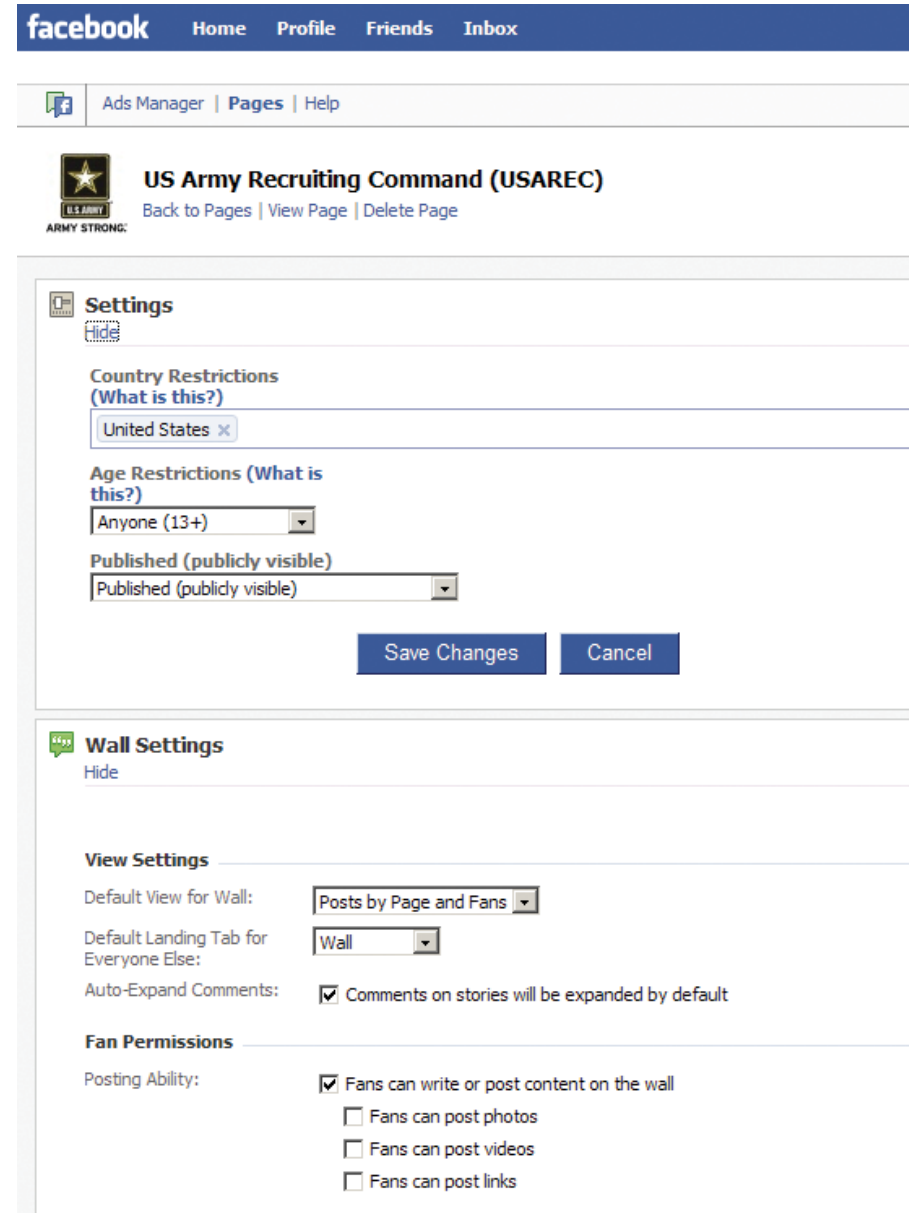 facebook Home Profile Friends Inbox
Ads Manager | Pages | Help
US Army Recruiting Command (USAREC)
Back to Pages | View Page | Delete Page
U.S.ARMY
ARMY STRONG:
Settings
Hide
Country Restrictions
(What is this?)
United States ×
Age Restrictions (What is
this?)
Anyone (13+)
Published (publicly visible)
Published (publicly visible)
Save Changes Cancel
Wall Settings
Hide
View Settings
Default View for Wall: Posts by Page and Fans
Default Landing Tab for
Everyone Else: Wall
Auto-Expand Comments: Comments on stories will be expanded by default
Fan Permissions
Posting Ability: Fans can write or post content on the wall
Fans can post photos
Fans can post videos
Fans can post links